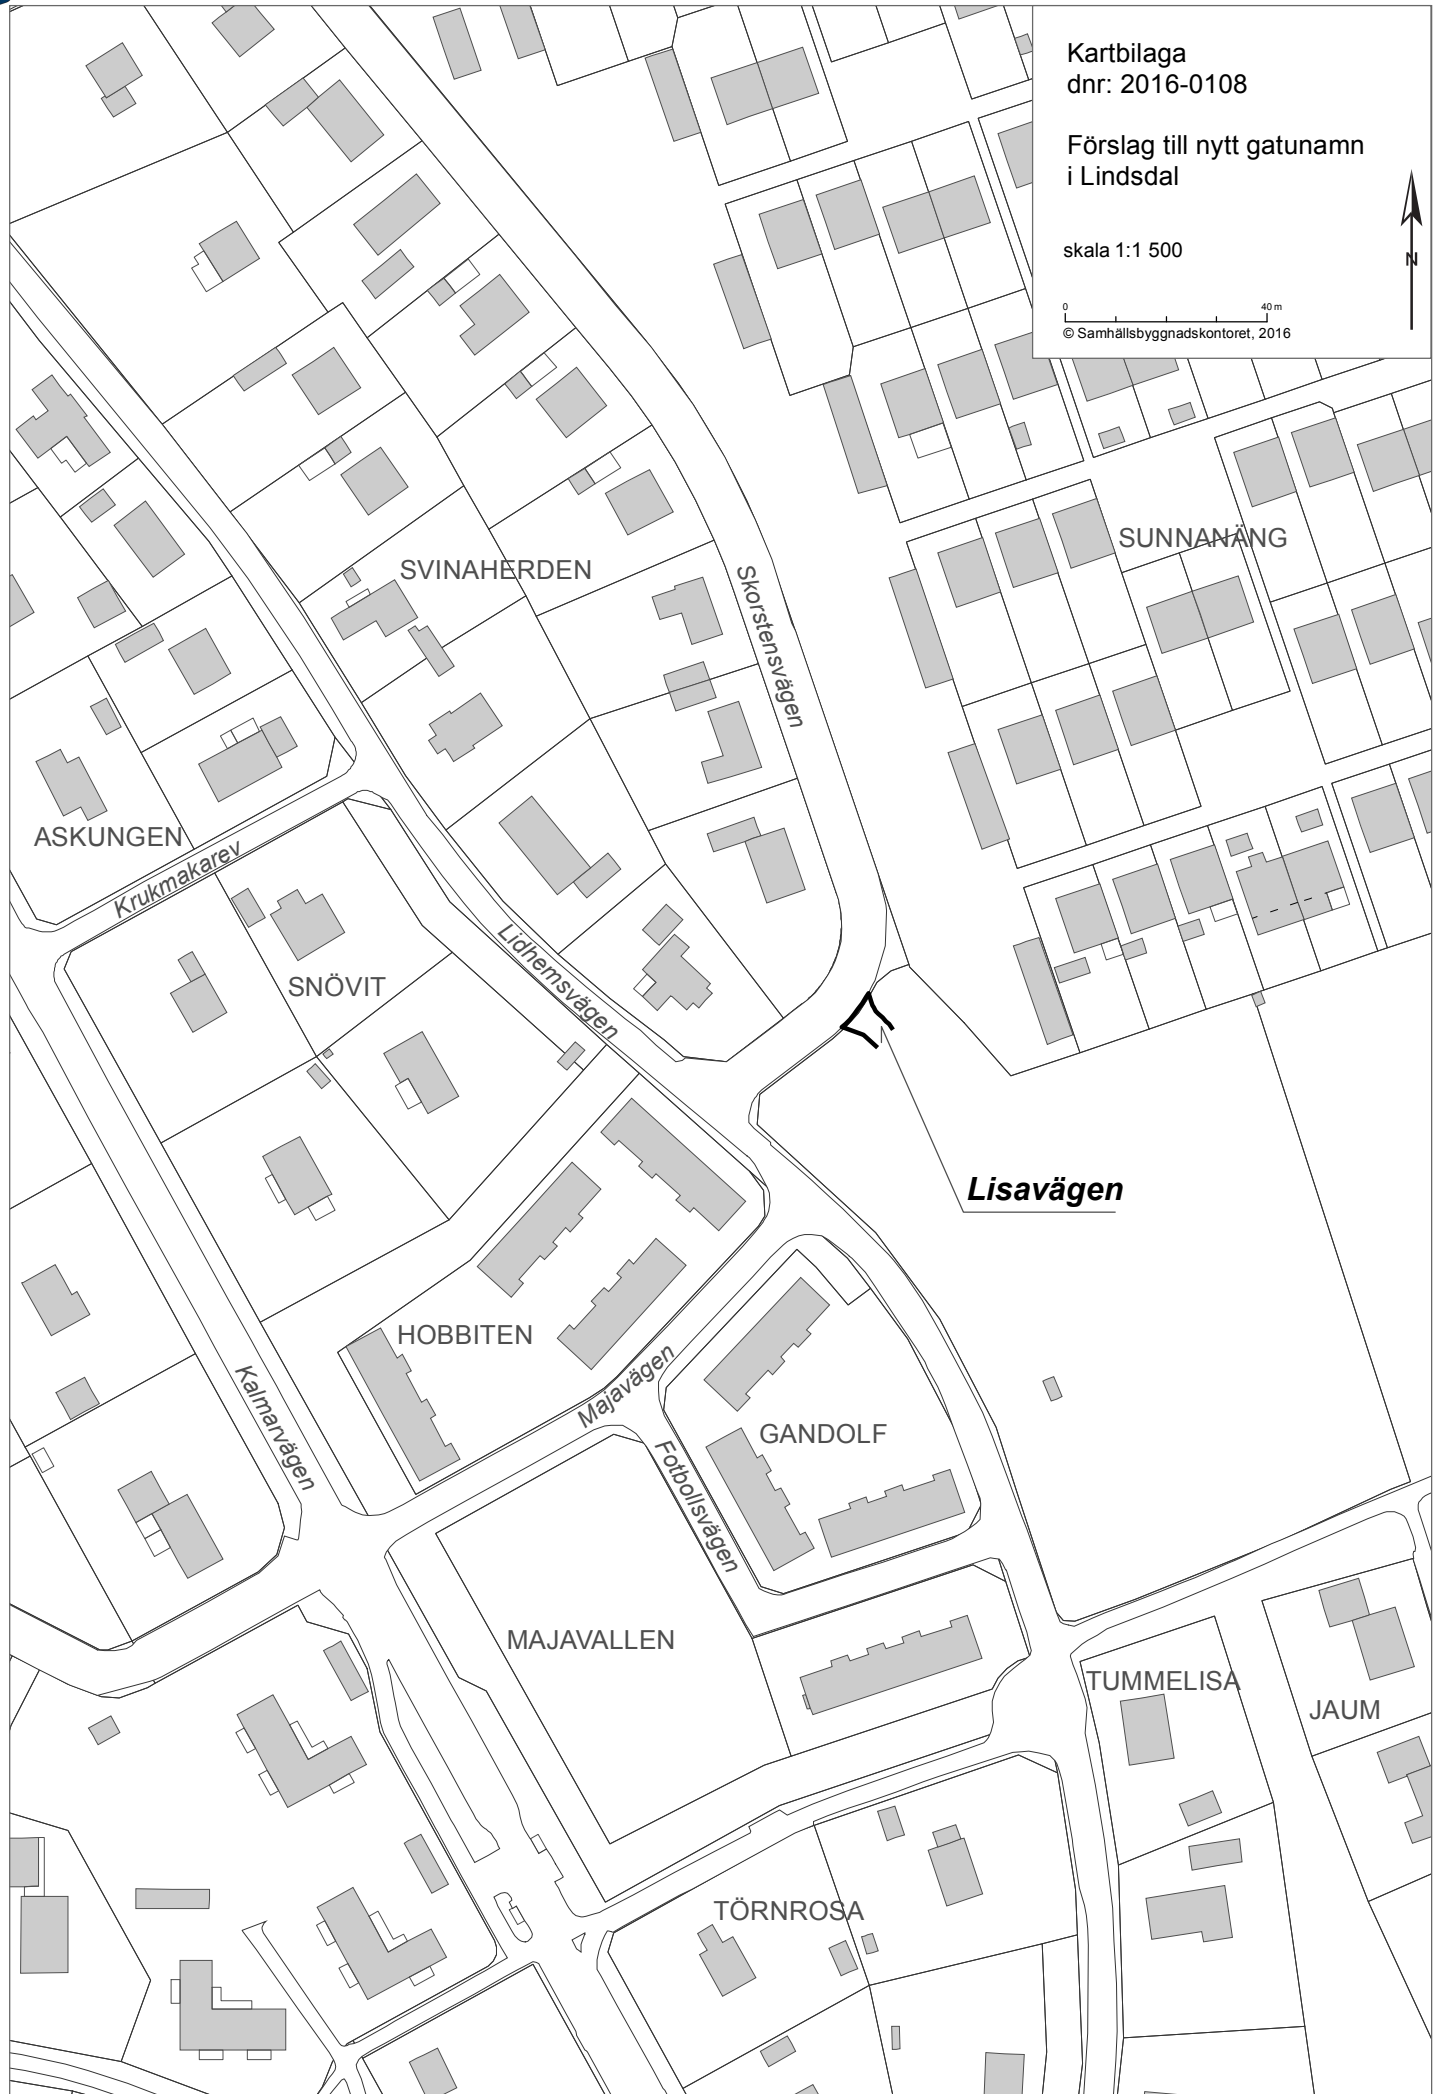 Kartbilaga
dnr: 2016-0108
Förslag till nytt gatunamn
i Lindsdal
skala 1:1 500
N
0 40 m
© Samhällsbyggnadskontoret, 2016
SUNNANÄNG
SVINAHERDEN
Skorstensvägen
ASKUNGEN
Krukmakarev
Lidhemsvägen
SNÖVIT
Lisavägen
HOBBITEN
Kalmarvägen
Majavägen
GANDOLF
Fotbollsvägen
MAJAVALLEN
TUMMELISA
JAUM
TÖRNROSA